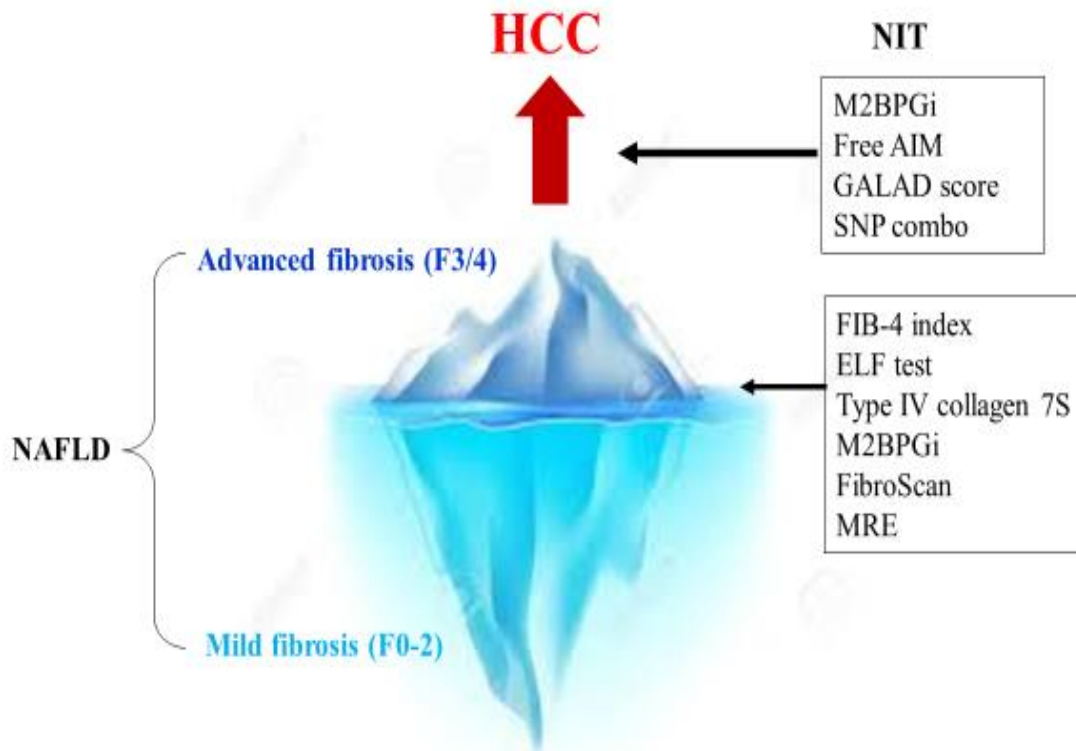 HCC
NIT
M2BPGi
Free AIM
GALAD score
SNP combo
Advanced fibrosis (F3/4)
FIB-4 index
ELF test
Type IV collagen 7S
M2BPGi
FibroScan
MRE
NAFLD
Mild fibrosis (F0-2)